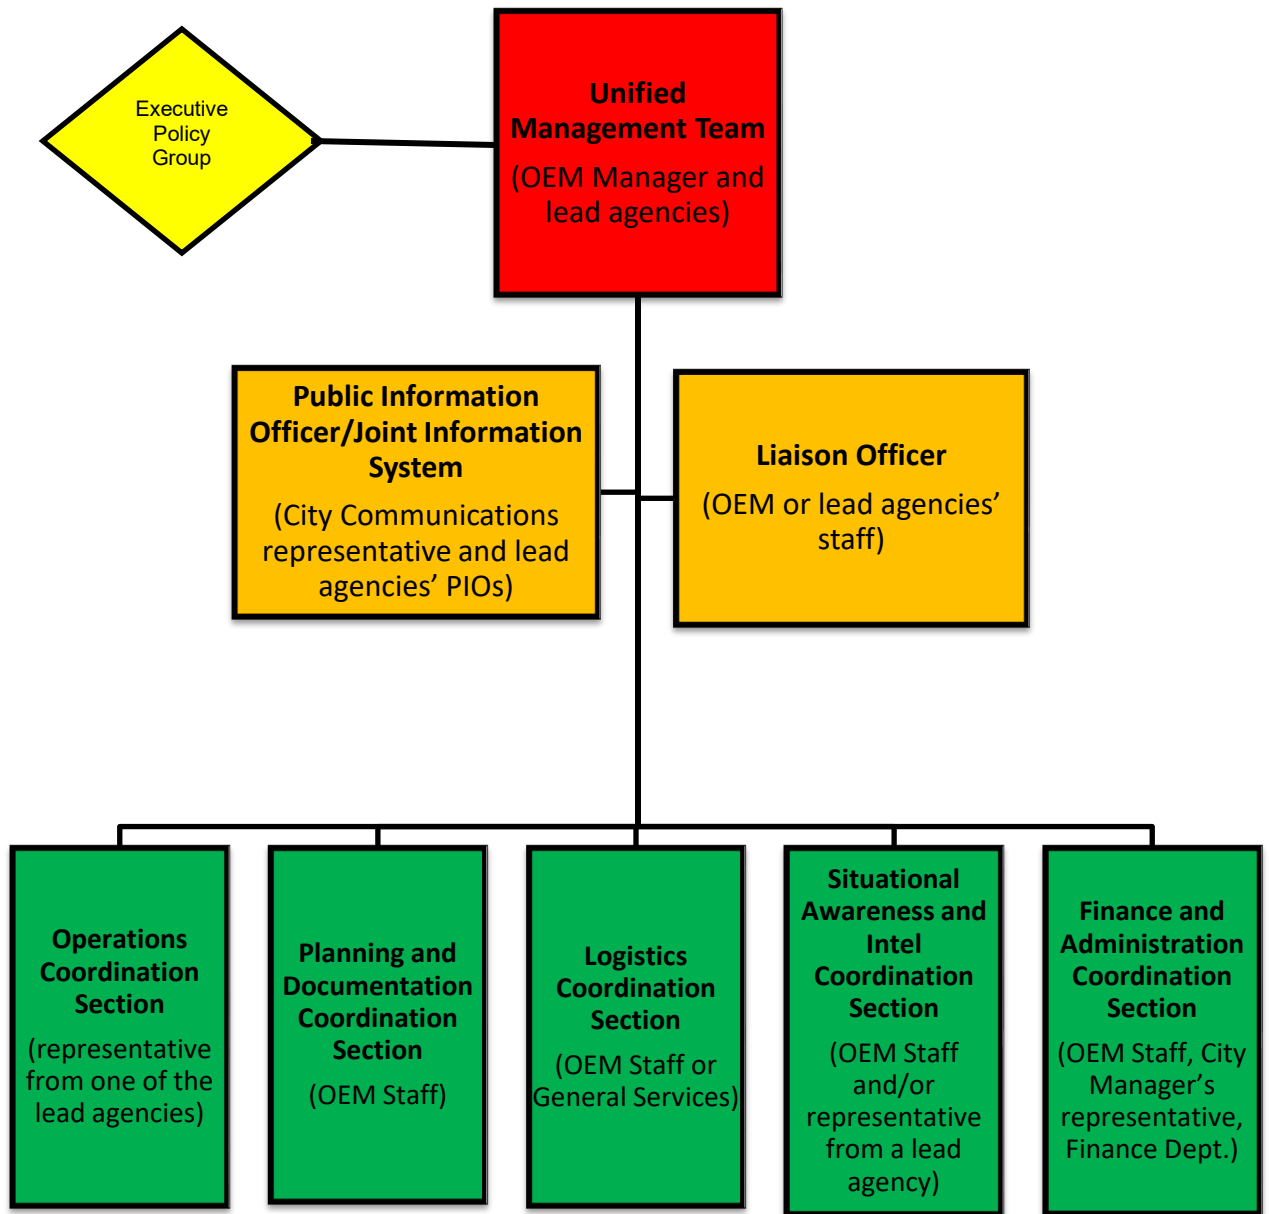 Executive
Policy
Group
Unified
Management Team
(OEM Manager and
lead agencies)
Public Information
Officer/Joint Information
System
(City Communications
representative and lead
agencies’ PIOs)
Liaison Officer
(OEM or lead agencies’
staff)
Operations
Coordination
Section
(representative
from one of the
lead agencies)
Planning and
Documentation
Coordination
Section
(OEM Staff)
Logistics
Coordination
Section
(OEM Staff or
General Services)
Situational
Awareness and
Intel
Coordination
Section
(OEM Staff
and/or
representative
from a lead
agency)
Finance and
Administration
Coordination
Section
(OEM Staff, City
Manager’s
representative,
Finance Dept.)